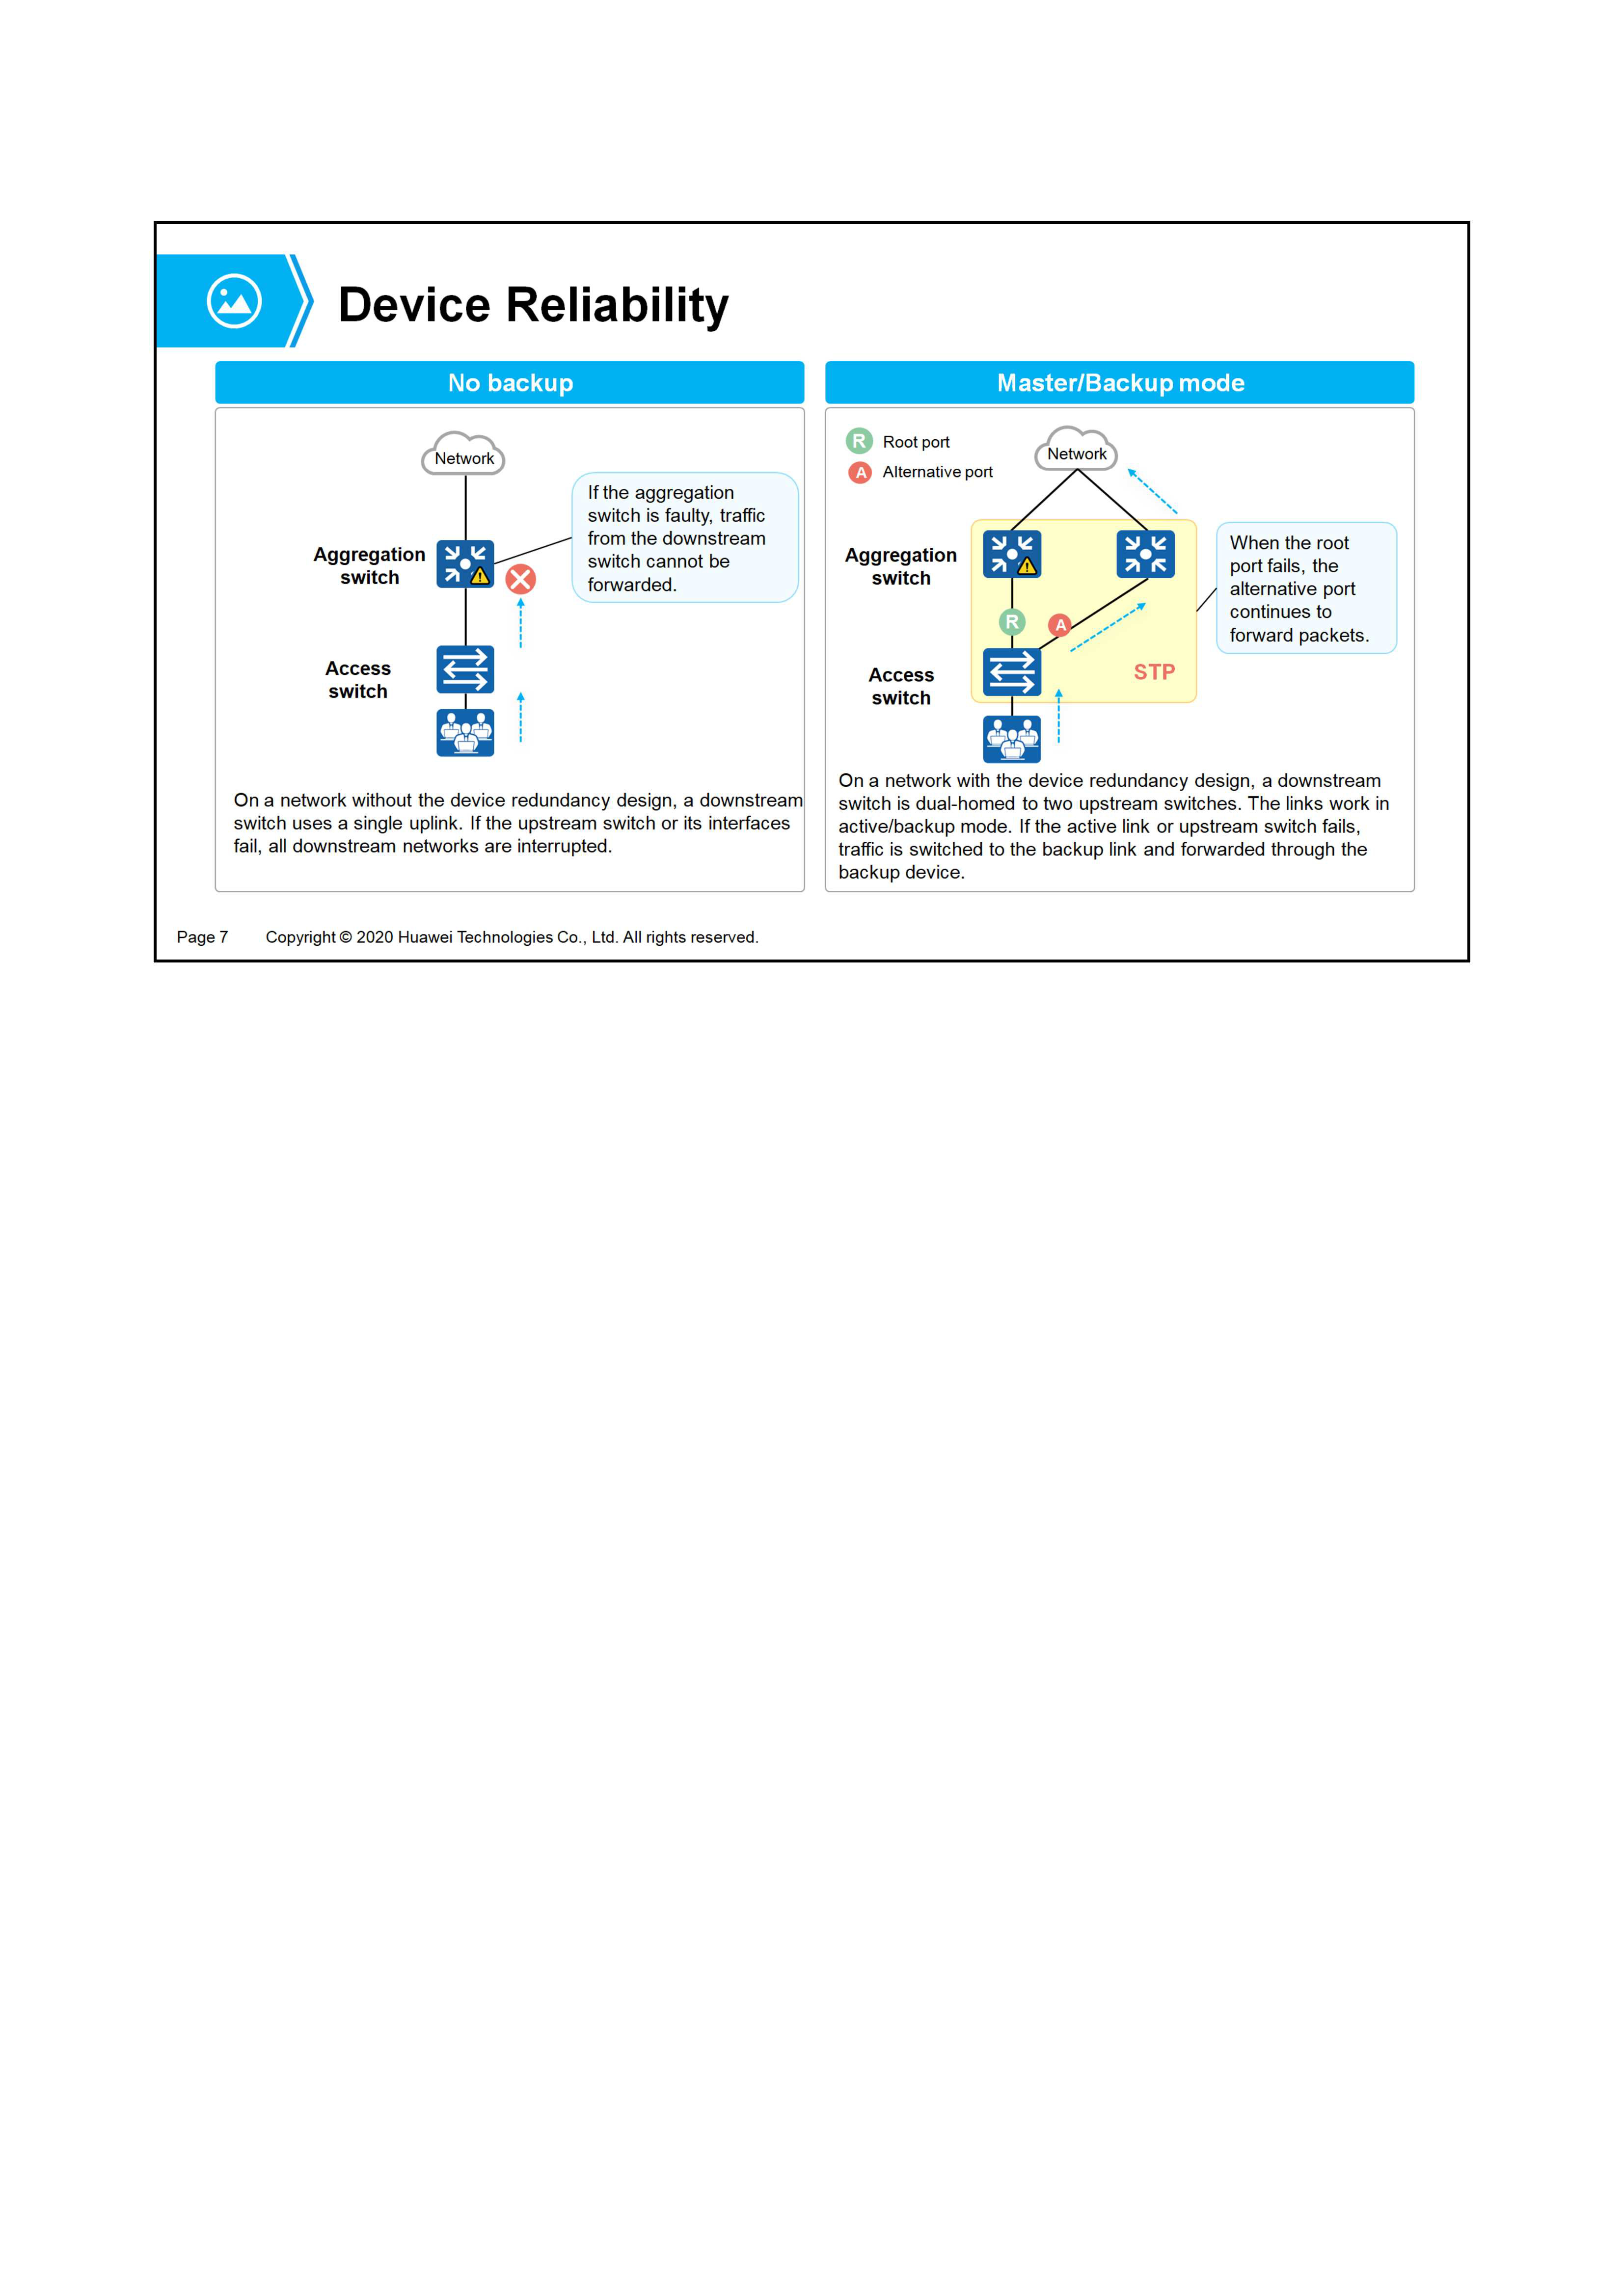 Device Reliability
No backup
Network
If the aggregation
switch is faulty, traffic
from the downstream
switch cannot be
forwarded.
Aggregation
switch
Access
switch
On a network without the device redundancy design, a downstream
switch uses a single uplink. If the upstream switch or its interfaces
fail, all downstream networks are interrupted.
Master/Backup mode
R Root port
A Alternative port
Network
Aggregation
switch
When the root
port fails, the
alternative port
continues to
forward packets.
R
A
STP
Access
switch
On a network with the device redundancy design, a downstream
switch is dual-homed to two upstream switches. The links work in
active/backup mode. If the active link or upstream switch fails,
traffic is switched to the backup link and forwarded through the
backup device.
Page 7 Copyright © 2020 Huawei Technologies Co., Ltd. All rights reserved.